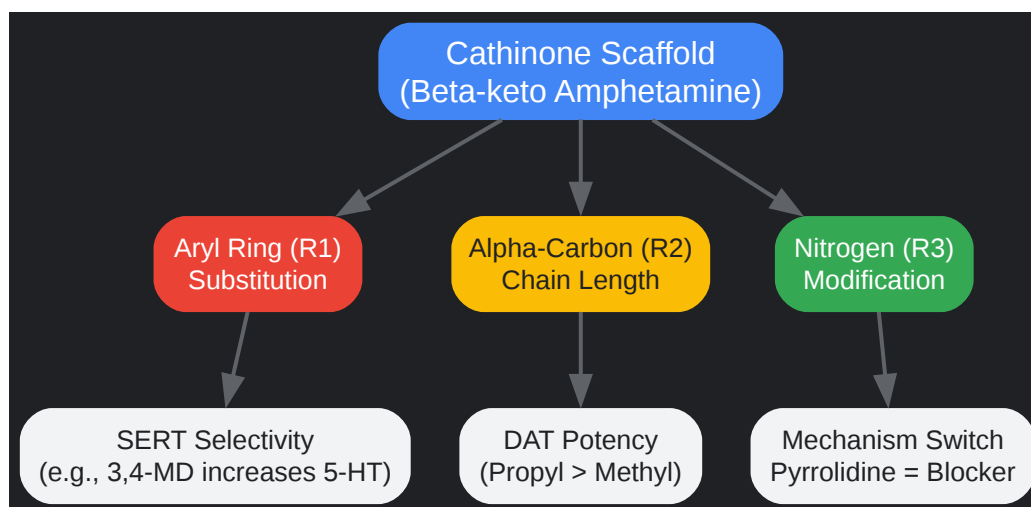 Cathinone Scaffold
(Beta-keto Amphetamine)
Aryl Ring (R1)
Substitution
Alpha-Carbon (R2)
Chain Length
Nitrogen (R3)
Modification
SERT Selectivity
(e.g., 3,4-MD increases 5-HT)
DAT Potency
(Propyl > Methyl)
Mechanism Switch
Pyrrolidine = Blocker